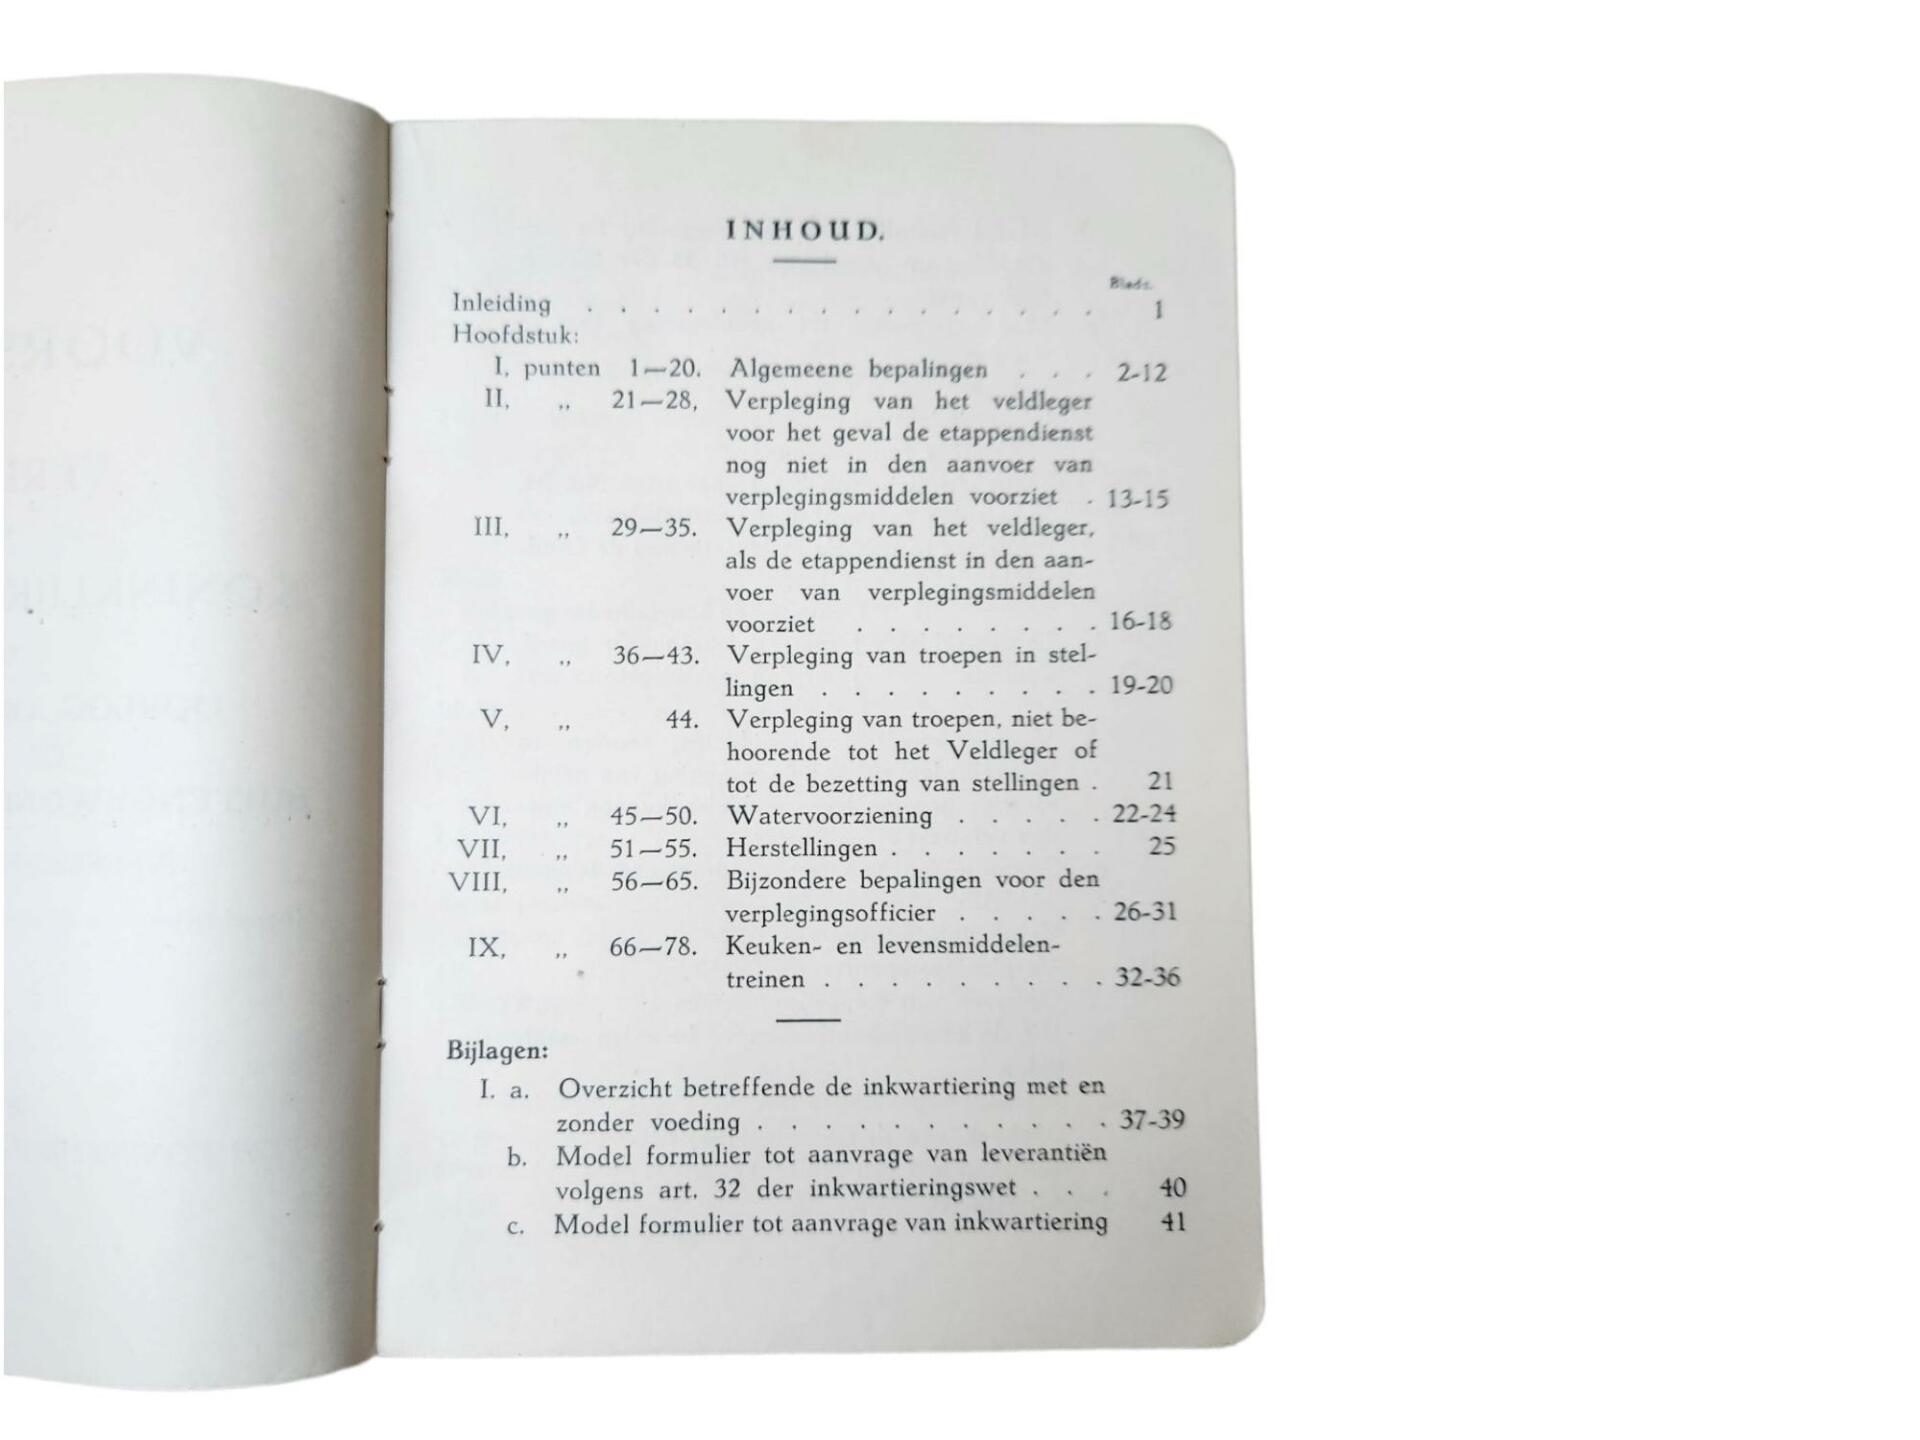 INHOUD.
Bladz.
Inleiding . . . . . . . . . . . . . . . . 1
Hoofdstuk:
I, punten 1—20. Algemeene bepalingen . . . 2-12
II, „ 21—28, Verpleging van het veldleger
voor het geval de etappendienst
nog niet in den aanvoer van
verplegingsmiddelen voorziet . 13-15
III, „ 29—35. Verpleging van het veldleger,
als de etappendienst in den aan-
voer van verplegingsmiddelen
voorziet . . . . . . . . 16-18
IV, „ 36—43. Verpleging van troepen in stel-
lingen . . . . . . . . . 19-20
V, „ 44. Verpleging van troepen, niet be-
hoorende tot het Veldleger of
tot de bezetting van stellingen . 21
VI, „ 45—50. Watervoorziening . . . . . 22-24
VII, „ 51—55. Herstellingen . . . . . . . 25
VIII, „ 56—65. Bijzondere bepalingen voor den
verplegingsofficier . . . . . 26-31
IX, „ 66—78. Keuken- en levensmiddelen-
treinen . . . . . . . . . 32-36
Bijlagen:
I. a. Overzicht betreffende de inkwartiering met en
zonder voeding . . . . . . . . . . . 37-39
b. Model formulier tot aanvrage van leverantiën
volgens art. 32 der inkwartieringswet . . . 40
c. Model formulier tot aanvrage van inkwartiering 41